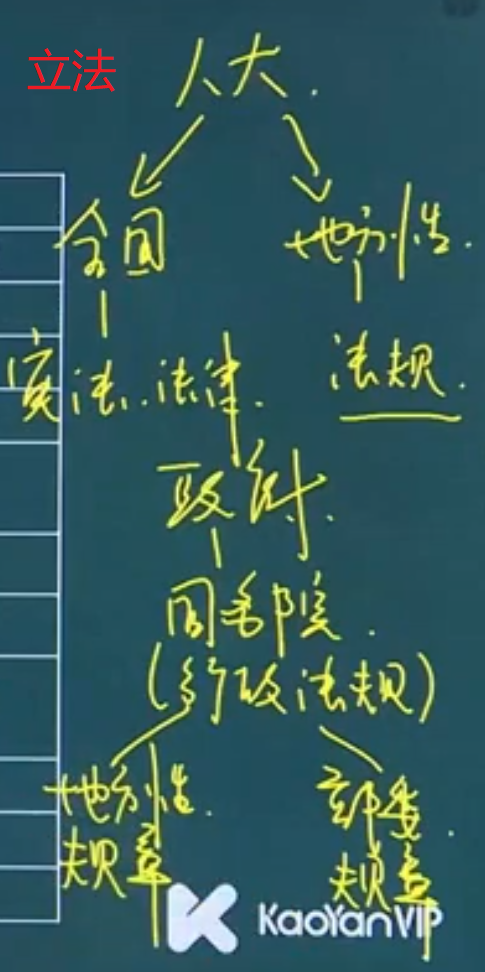 立法
人大.
全国
地方性.
宪法.法律.
法规.
政府.
国务院.
(行政法规)
地方性.
规章
部委.
规章
KaoYanVIP